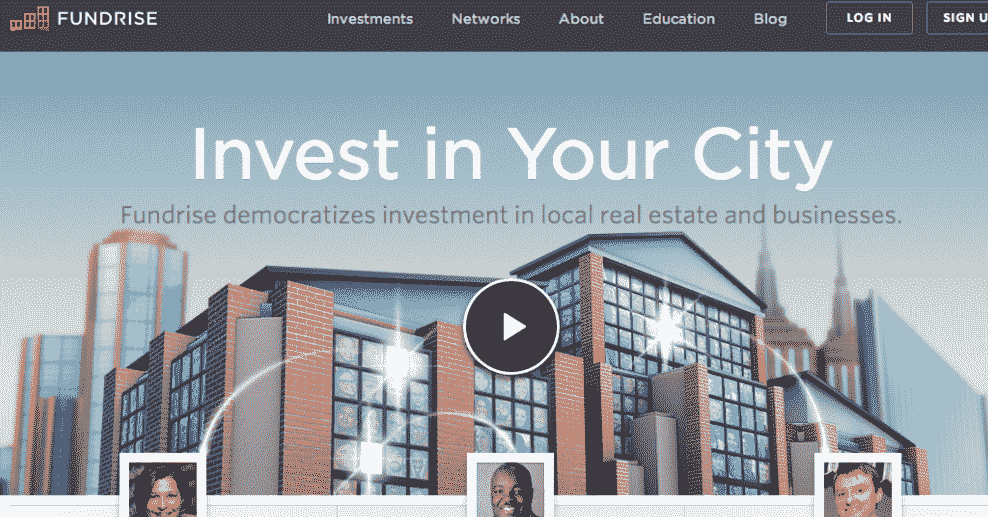 FUNDRISE
Investments Networks About Education Blog
LOG IN
SIGN U
Invest in Your City
Fundrise democratizes investment in local real estate and businesses.